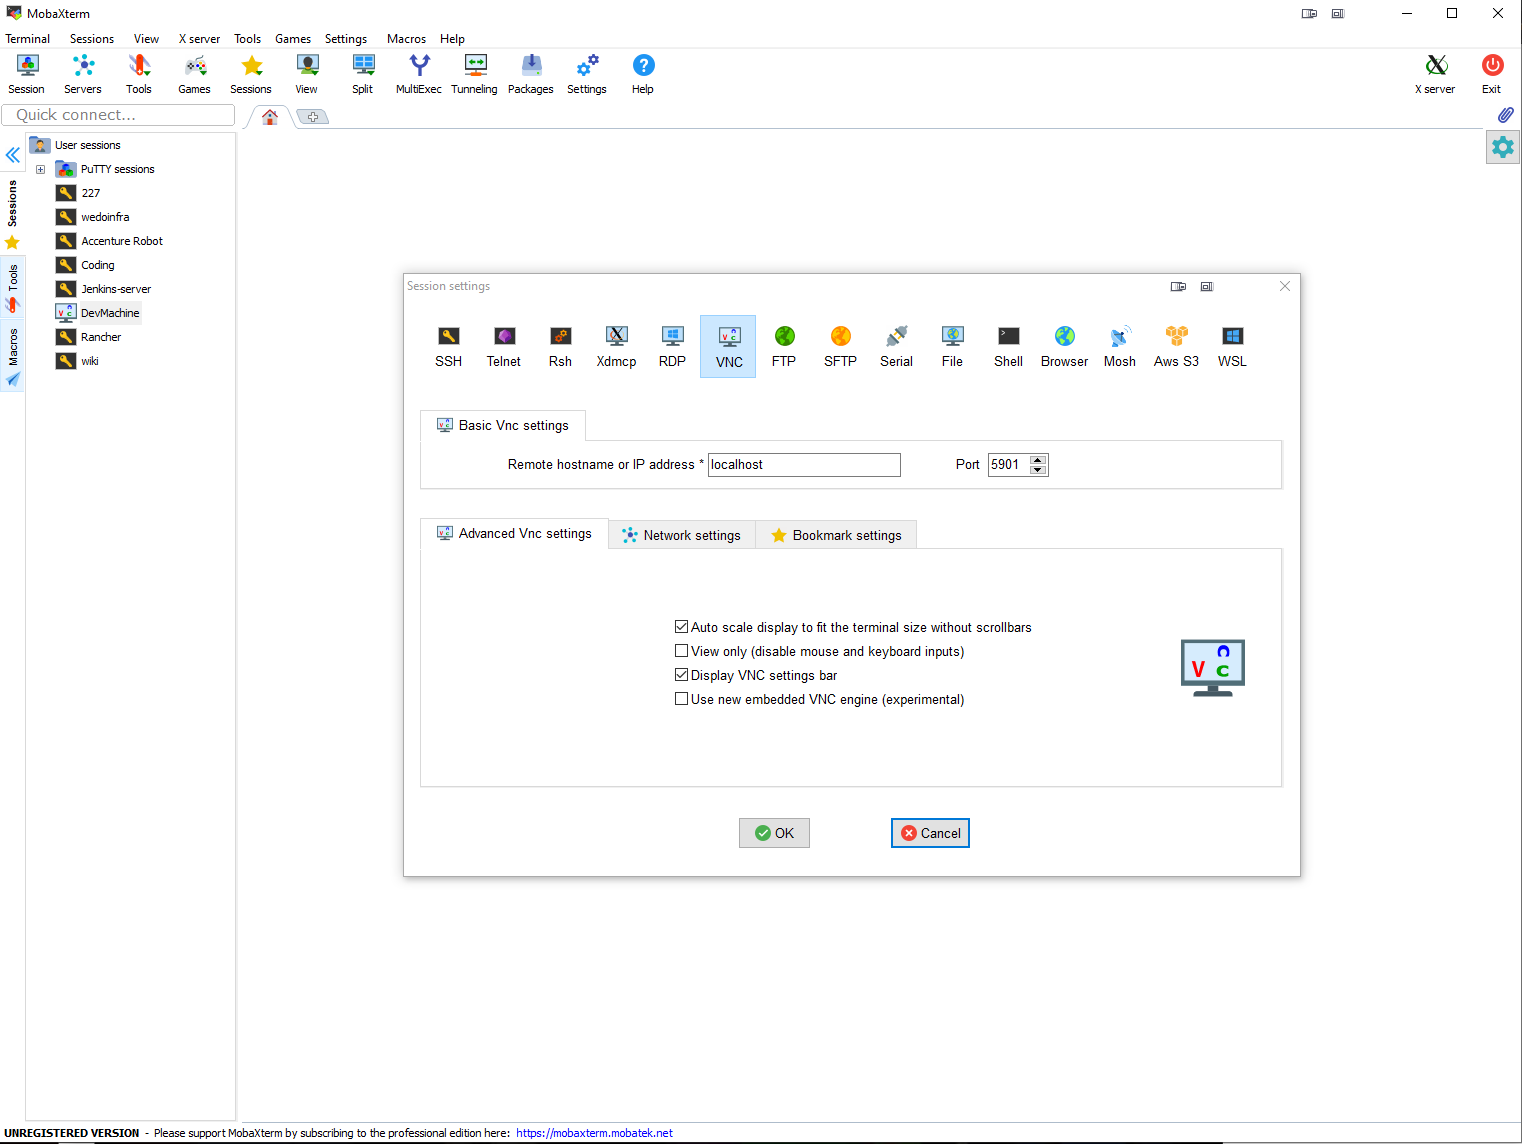 MobaXterm
Terminal Sessions View X server Tools Games Settings Macros Help
Session Servers Tools Games Sessions View Split MultiExec Tunneling Packages Settings Help X server Exit
Quick connect...
User sessions
PuTTY sessions
227
wedoinfra
Accenture Robot
Coding
Jenkins-server
DevMachine
Rancher
wiki
Sessions
Tools
Macros
Session settings
SSH Telnet Rsh Xdmcp RDP VNC FTP SFTP Serial File Shell Browser Mosh Aws S3 WSL
Basic Vnc settings
Remote hostname or IP address * localhost Port 5901
Advanced Vnc settings Network settings Bookmark settings
Auto scale display to fit the terminal size without scrollbars
View only (disable mouse and keyboard inputs)
Display VNC settings bar
Use new embedded VNC engine (experimental)
OK Cancel
UNREGISTERED VERSION - Please support MobaXterm by subscribing to the professional edition here: https://mobaxterm.mobatek.net